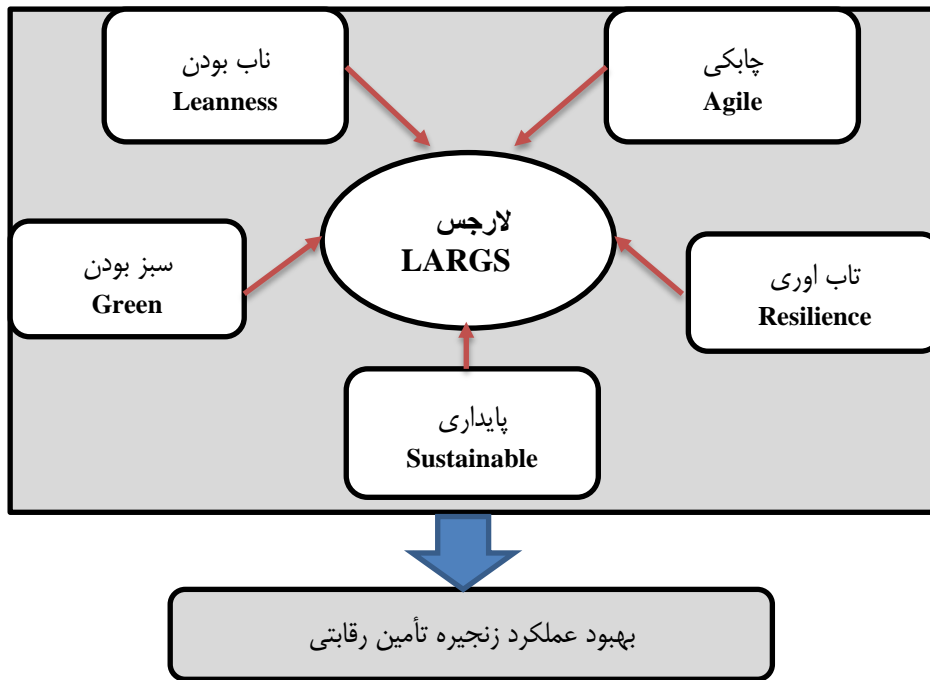 ناب بودن
Leanness
چابکی
Agile
لارجس
LARGS
سبز بودن
Green
تاب اوری
Resilience
پایداری
Sustainable
بهبود عملکرد زنجیره تأمین رقابتی